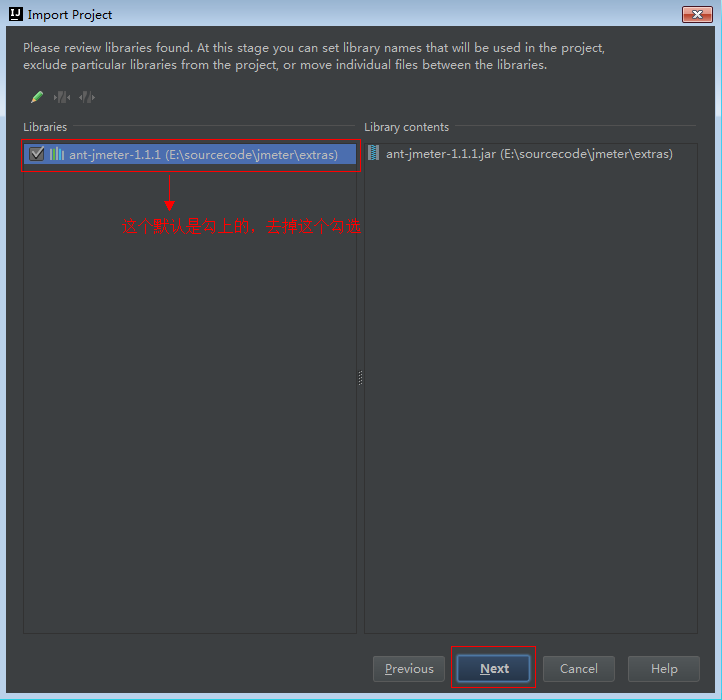 Import Project
Please review libraries found. At this stage you can set library names that will be used in the project,
exclude particular libraries from the project, or move individual files between the libraries.
Libraries
Library contents
ant-jmeter-1.1.1 (E:\sourcecode\jmeter\extras)
ant-jmeter-1.1.1.jar (E:\sourcecode\jmeter\extras)
这个默认是勾上的，去掉这个勾选
Previous
Next
Cancel
Help